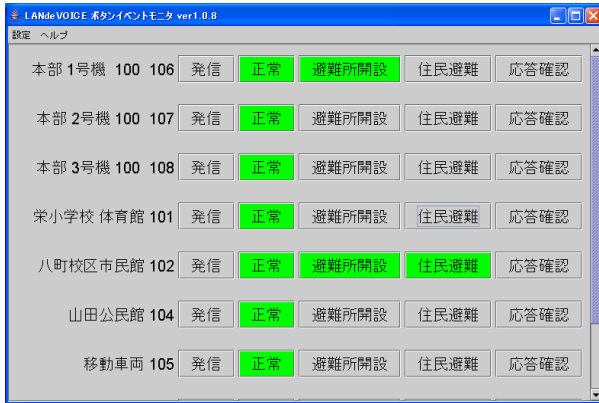 LANdeVOICE ボタンイベントモニタ ver1.0.8
設定 ヘルプ
本部 1号機 100 106 発信 正常 避難所開設 住民避難 応答確認
本部 2号機 100 107 発信 正常 避難所開設 住民避難 応答確認
本部 3号機 100 108 発信 正常 避難所開設 住民避難 応答確認
栄小学校 体育館 101 発信 正常 避難所開設 住民避難 応答確認
八町校区市民館 102 発信 正常 避難所開設 住民避難 応答確認
山田公民館 104 発信 正常 避難所開設 住民避難 応答確認
移動車両 105 発信 正常 避難所開設 住民避難 応答確認